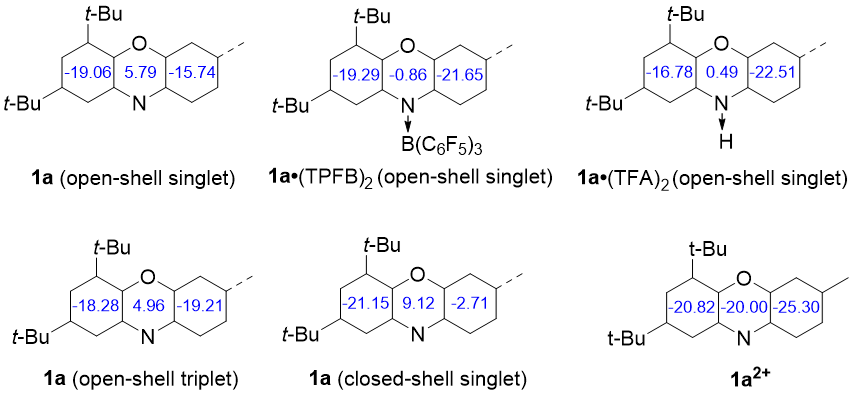 t-Bu t-Bu t-Bu
O O O
-19.06 5.79 -15.74 -19.29 -0.86 -21.65 -16.78 0.49 -22.51
t-Bu N t-Bu N t-Bu N
B(C6F5)3 H
1a (open-shell singlet) 1a•(TPFB)2 (open-shell singlet) 1a•(TFA)2 (open-shell singlet)
t-Bu t-Bu t-Bu
O O O
-18.28 4.96 -19.21 -21.15 9.12 -2.71 -20.82 -20.00 -25.30
t-Bu N t-Bu N t-Bu N
1a (open-shell triplet) 1a (closed-shell singlet) 1a2+